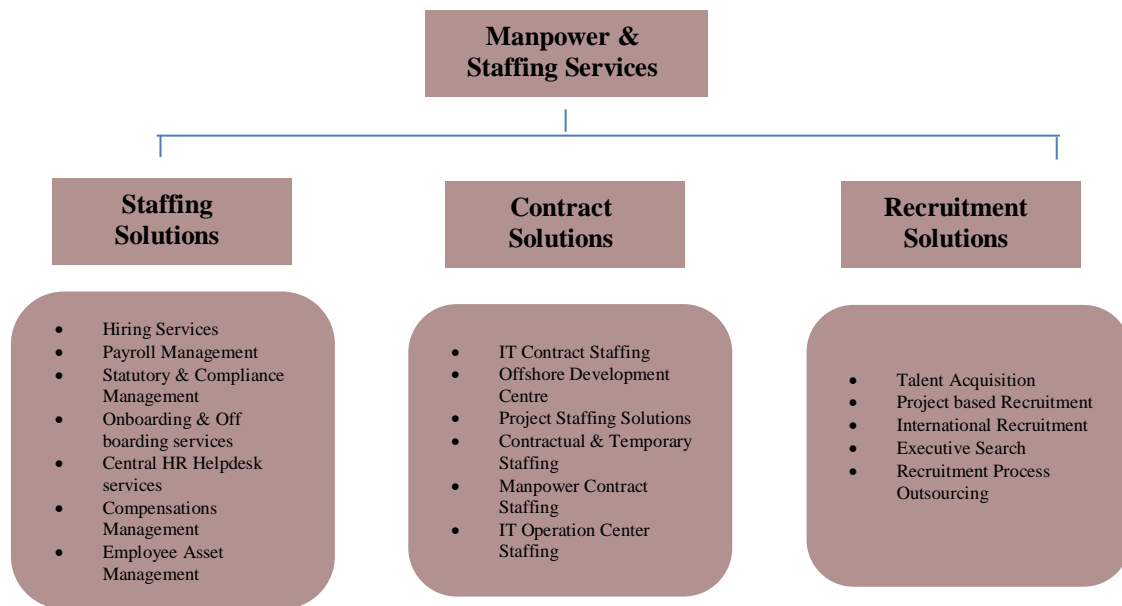 Manpower &
Staffing Services
Staffing
Solutions
Contract
Solutions
Recruitment
Solutions
• Hiring Services
• Payroll Management
• Statutory & Compliance
Management
• Onboarding & Off
boarding services
• Central HR Helpdesk
services
• Compensations
Management
• Employee Asset
Management
• IT Contract Staffing
• Offshore Development
Centre
• Project Staffing Solutions
• Contractual & Temporary
Staffing
• Manpower Contract
Staffing
• IT Operation Center
Staffing
• Talent Acquisition
• Project based Recruitment
• International Recruitment
• Executive Search
• Recruitment Process
Outsourcing